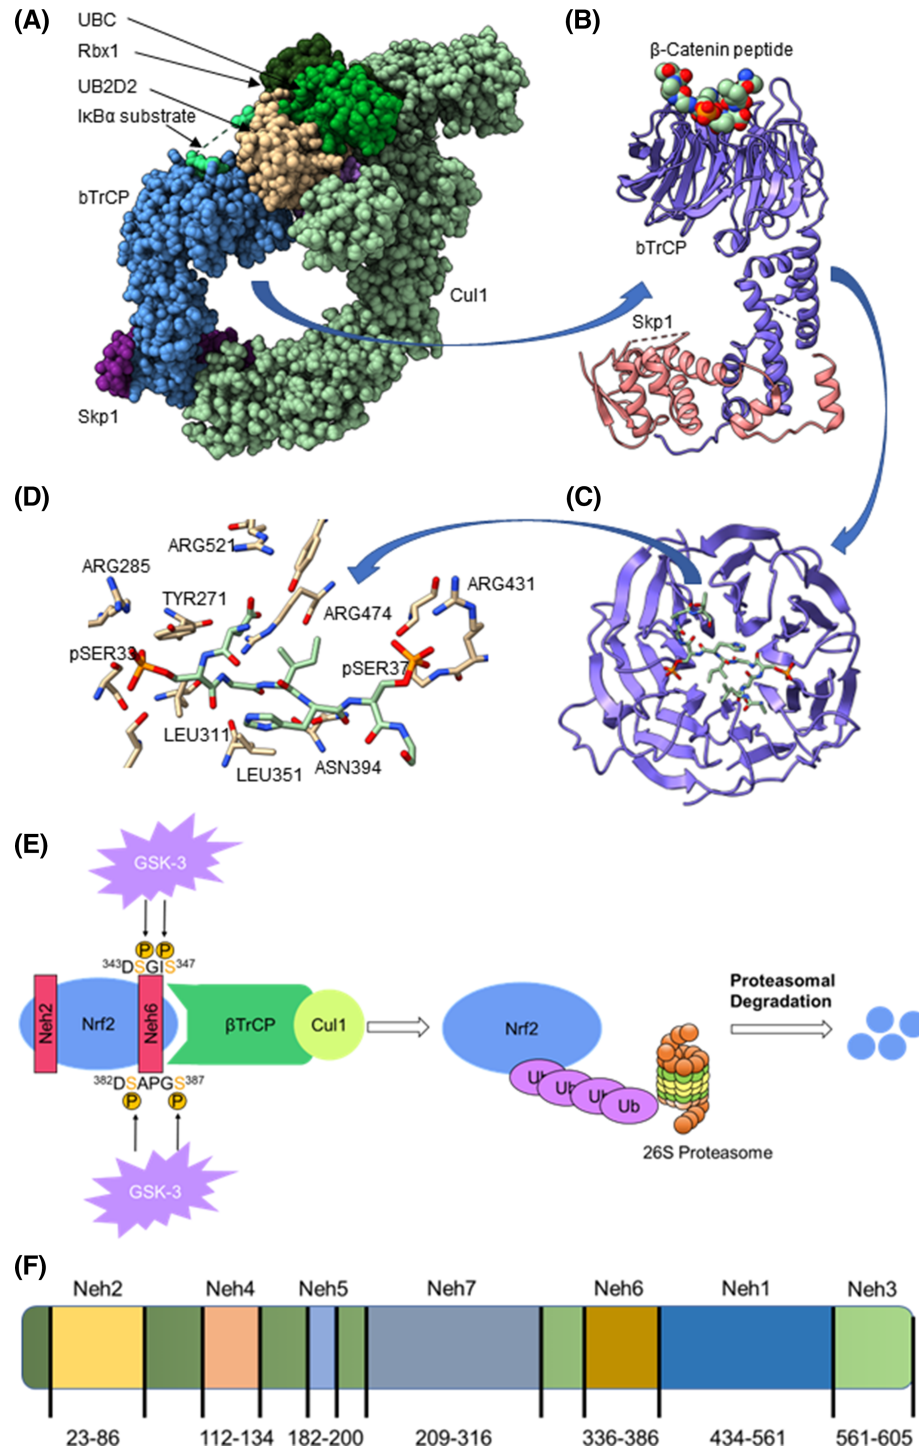 (A)
UBC
Rbx1
UB2D2
IκBα substrate
bTrCP
Cul1
Skp1
(B)
β-Catenin peptide
bTrCP
Skp1
(D)
ARG521
ARG285
TYR271
ARG474
ARG431
pSER33
pSER37
LEU311
LEU351
ASN394
(C)
(E)
GSK-3
P P
343DSGIS347
Neh2
Nrf2
Neh6
βTrCP
Cul1
382DSAPGS387
P P
GSK-3
Nrf2
Ub
Ub
Ub
Ub
26S Proteasome
Proteasomal
Degradation
(F)
Neh2 Neh4 Neh5 Neh7 Neh6 Neh1 Neh3
23-86 112-134 182-200 209-316 336-386 434-561 561-605